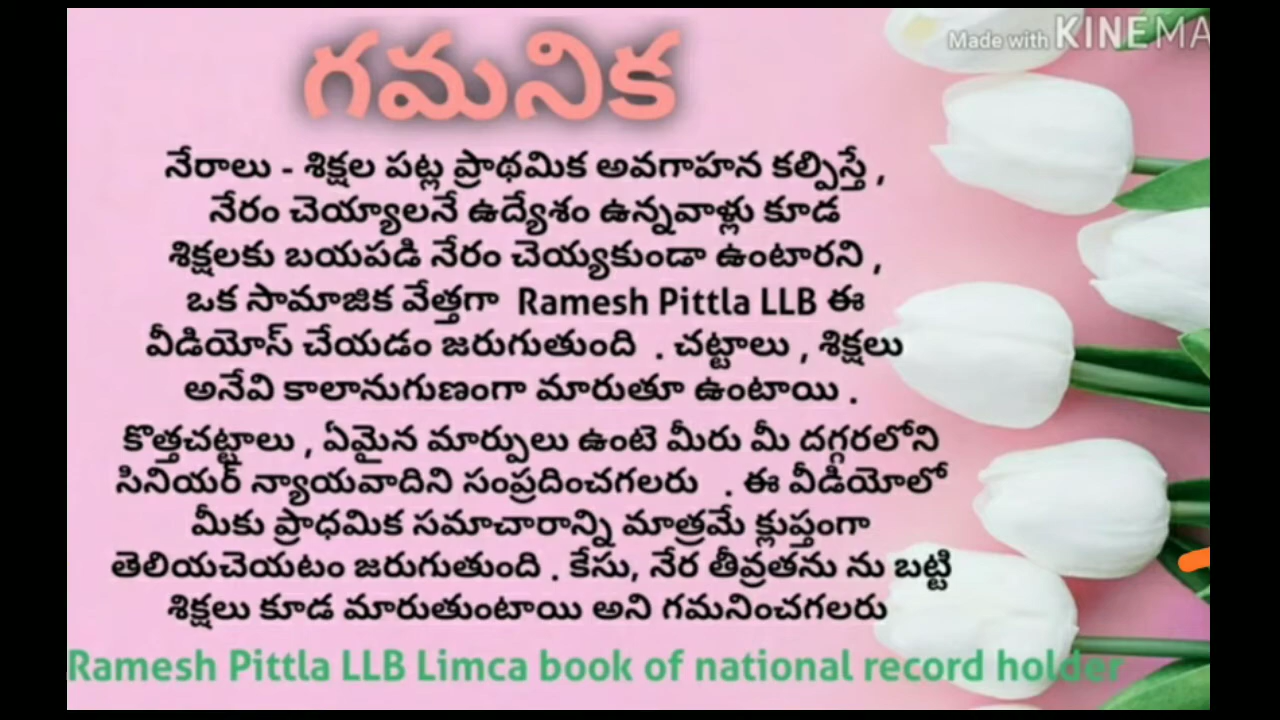 Made with KINEMA
గమనిక
నేరాలు - శిక్షల పట్ల ప్రాథమిక అవగాహన కల్పిస్తే ,
నేరం చెయ్యాలనే ఉద్యేశం ఉన్నవాళ్లు కూడ
శిక్షలకు బయపడి నేరం చెయ్యకుండా ఉంటారని ,
ఒక సామాజిక వేత్తగా Ramesh Pittla LLB ఈ
వీడియోస్ చేయడం జరుగుతుంది . చట్టాలు , శిక్షలు
అనేవి కాలానుగుణంగా మారుతూ ఉంటాయి .
కొత్తచట్టాలు , ఏమైన మార్పులు ఉంటె మీరు మీ దగ్గరలోని
సినియర్ న్యాయవాదిని సంప్రదించగలరు . ఈ వీడియోలో
మీకు ప్రాధమిక సమాచారాన్ని మాత్రమే క్లుప్తంగా
తెలియచెయటం జరుగుతుంది . కేసు, నేర తీవ్రతను ను బట్టి
శిక్షలు కూడ మారుతుంటాయి అని గమనించగలరు
Ramesh Pittla LLB Limca book of national record holder